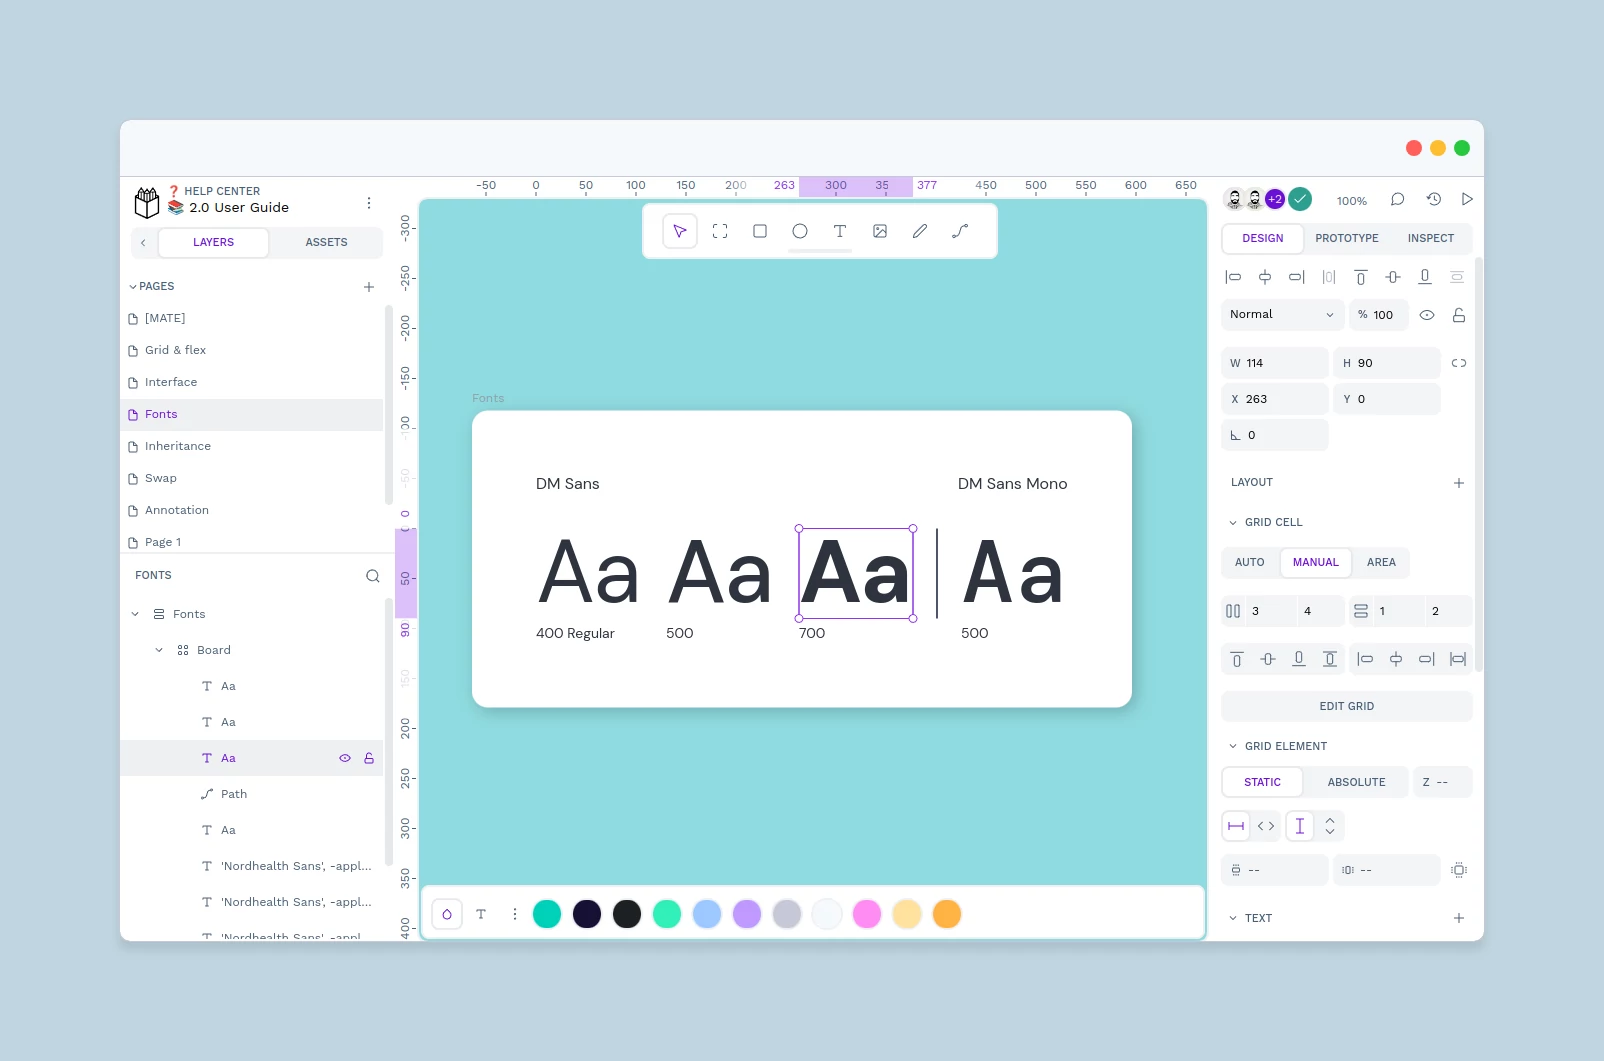 ❓ HELP CENTER
📚 2.0 User Guide
LAYERS
ASSETS
PAGES
[MATE]
Grid & flex
Interface
Fonts
Inheritance
Swap
Annotation
Page 1
FONTS
Fonts
Board
Aa
Aa
Aa
Path
Aa
'Nordhealth Sans', -appl...
'Nordhealth Sans', -appl...
'Nordhealth Sans', -appl...
-50 0 50 100 150 200 263 300 35 377 450 500 550 600 650
-300
-250
-200
-150
-100
-50
0
50
90
150
200
250
300
350
400
Fonts
DM Sans
DM Sans Mono
Aa Aa Aa Aa
400 Regular 500 700 500
+2
100%
DESIGN
PROTOTYPE
INSPECT
Normal
% 100
W 114
H 90
X 263
Y 0
0
LAYOUT
GRID CELL
AUTO
MANUAL
AREA
3 4 1 2
EDIT GRID
GRID ELEMENT
STATIC
ABSOLUTE
Z --
--
--
TEXT